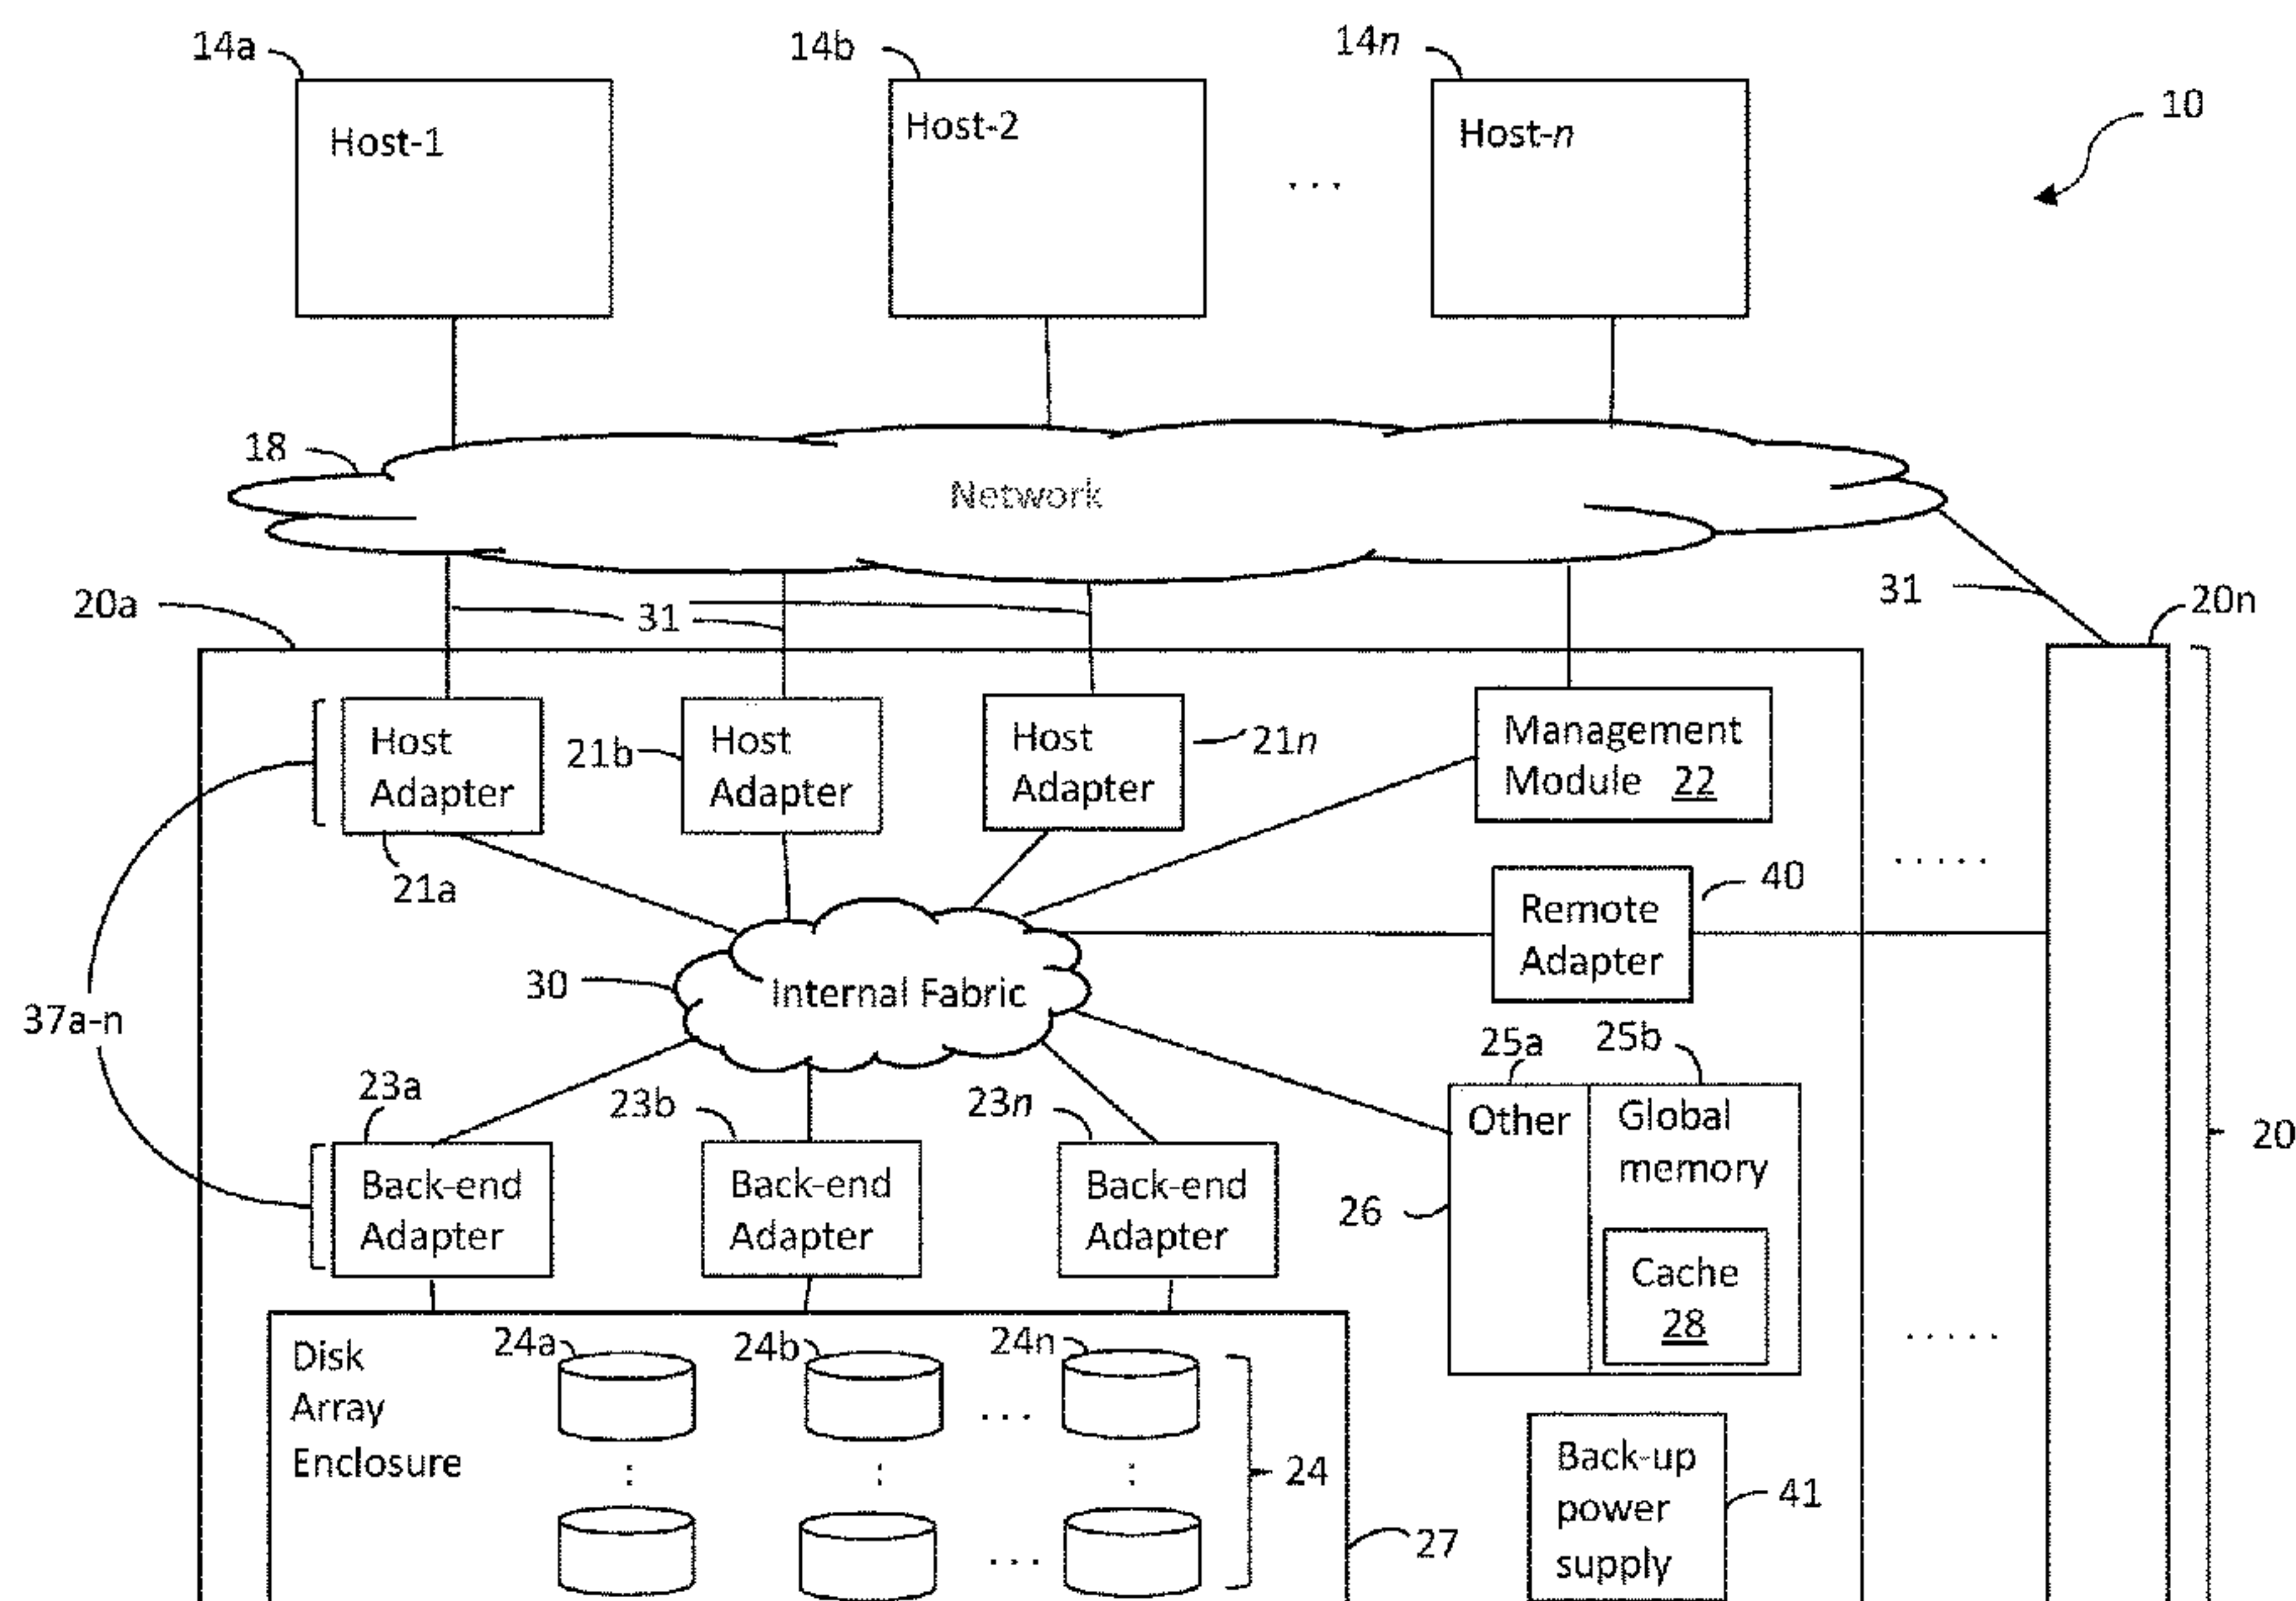 14a
14b
14n
10
Host-1
Host-2
Host-n
...
18
Network
20a
31
31
20n
Host
Adapter
21b
Host
Adapter
Host
Adapter
21n
Management
Module 22
21a
.....
40
Remote
Adapter
30
Internal Fabric
37a-n
25a
25b
23a
23b
23n
Other
Global
memory
20
Back-end
Adapter
Back-end
Adapter
Back-end
Adapter
26
Cache
28
.....
Disk
Array
Enclosure
24a
24b
24n
...
24
Back-up
power
supply
41
...
27